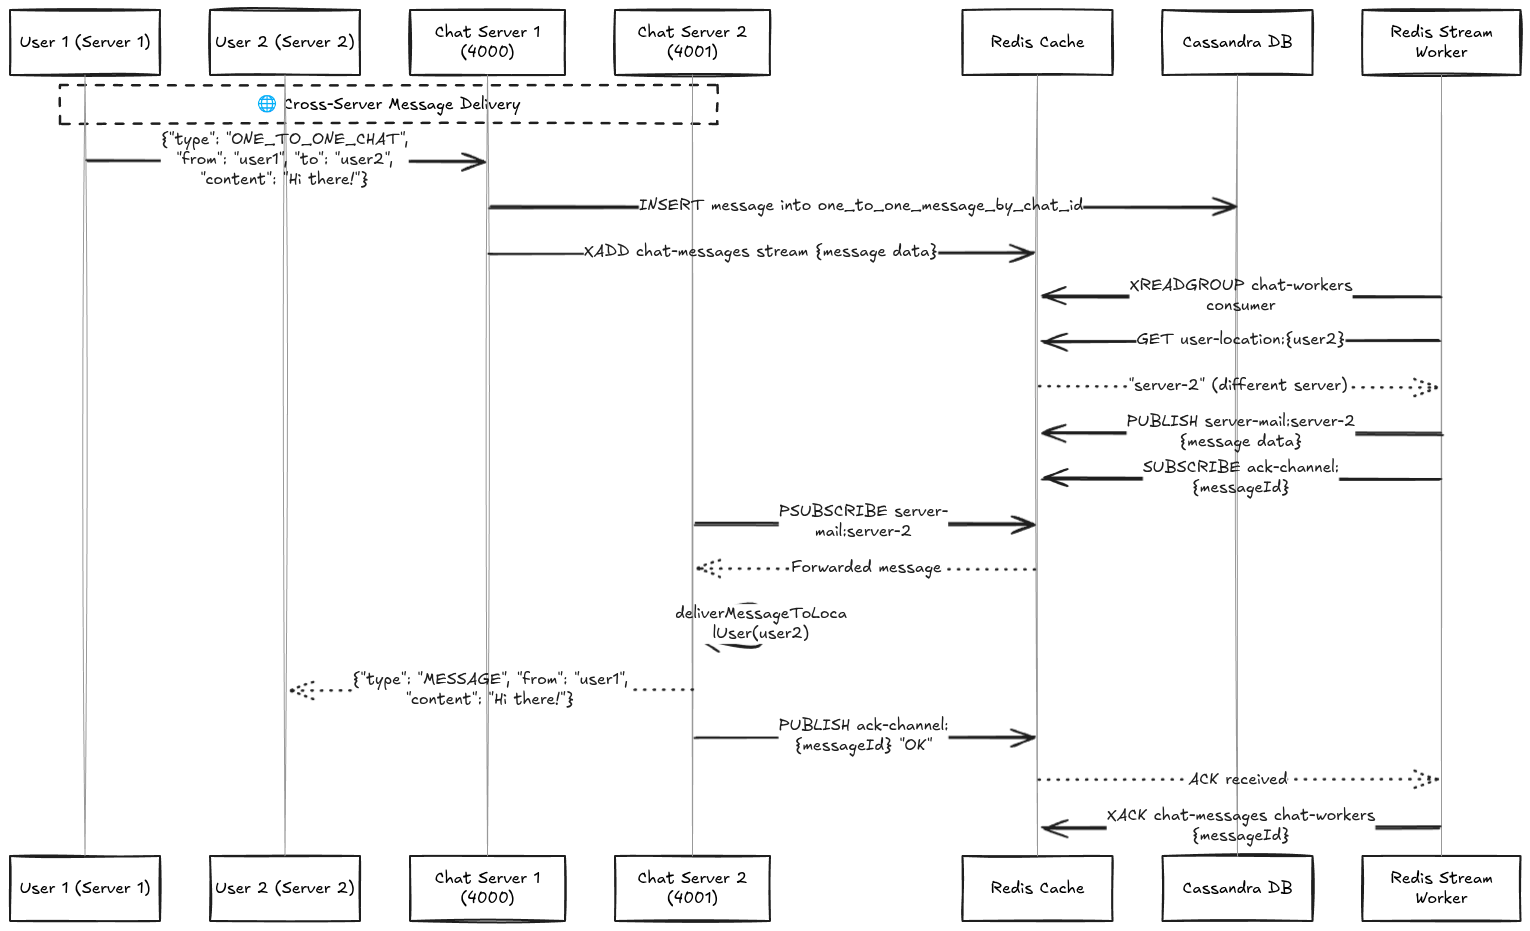 User 1 (Server 1)
User 2 (Server 2)
Chat Server 1
(4000)
Chat Server 2
(4001)
Redis Cache
Cassandra DB
Redis Stream
Worker
🌐 Cross-Server Message Delivery
{"type": "ONE_TO_ONE_CHAT",
"from": "user1", "to": "user2",
"content": "Hi there!"}
INSERT message into one_to_one_message_by_chat_id
XADD chat-messages stream {message data}
XREADGROUP chat-workers
consumer
GET user-location:{user2}
"server-2" (different server)
PUBLISH server-mail:server-2
{message data}
SUBSCRIBE ack-channel:
{messageId}
PSUBSCRIBE server-
mail:server-2
Forwarded message
deliverMessageToLoca
lUser(user2)
{"type": "MESSAGE", "from": "user1",
"content": "Hi there!"}
PUBLISH ack-channel:
{messageId} "OK"
ACK received
XACK chat-messages chat-workers
{messageId}
User 1 (Server 1)
User 2 (Server 2)
Chat Server 1
(4000)
Chat Server 2
(4001)
Redis Cache
Cassandra DB
Redis Stream
Worker